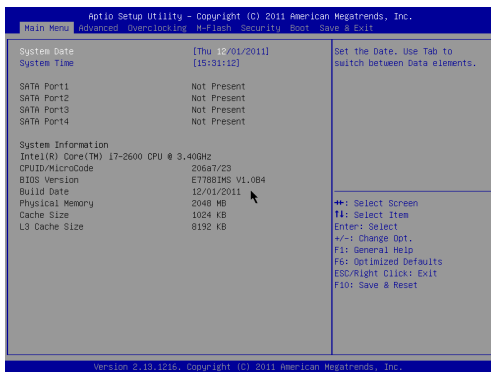 Aptio Setup Utility – Copyright (C) 2011 American Megatrends, Inc.
Main Menu Advanced Overclocking M-Flash Security Boot Save & Exit
System Date [Thu 12/01/2011]
System Time [15:31:12]
SATA Port1 Not Present
SATA Port2 Not Present
SATA Port3 Not Present
SATA Port4 Not Present
System Information
Intel(R) Core(TM) i7-2600 CPU @ 3.40GHz
CPUID/MicroCode 206a7/23
BIOS Version E7788IMS V1.0B4
Build Date 12/01/2011
Physical Memory 2048 MB
Cache Size 1024 KB
L3 Cache Size 8192 KB
Set the Date. Use Tab to
switch between Data elements.
→←: Select Screen
↑↓: Select Item
Enter: Select
+/-: Change Opt.
F1: General Help
F6: Optimized Defaults
ESC/Right Click: Exit
F10: Save & Reset
Version 2.13.1216. Copyright (C) 2011 American Megatrends, Inc.